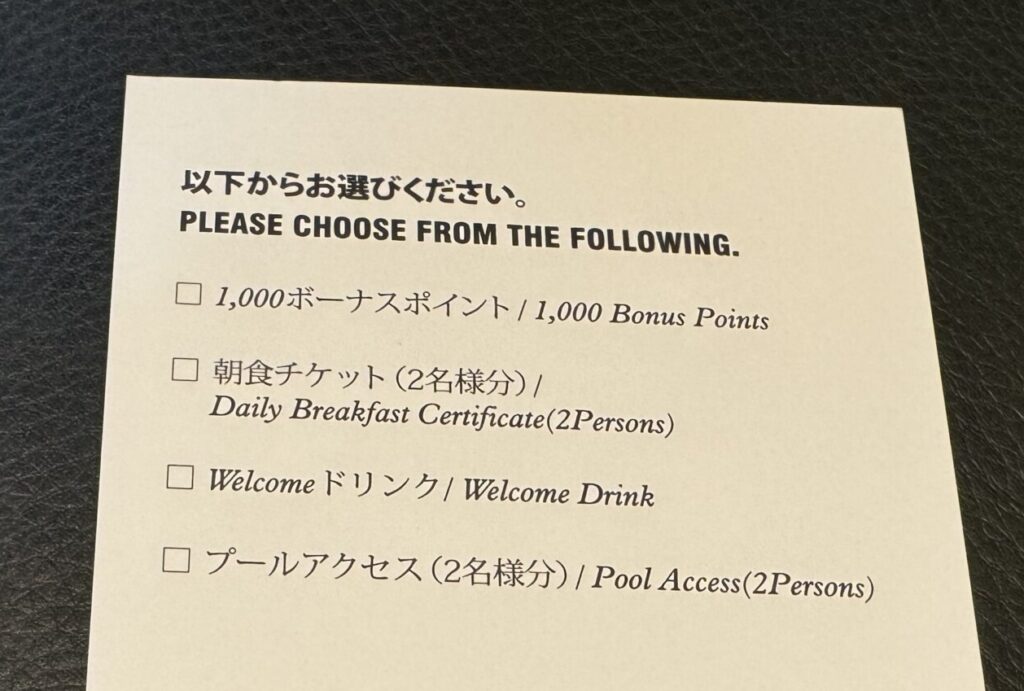 以下からお選びください。
PLEASE CHOOSE FROM THE FOLLOWING.
□ 1,000ボーナスポイント / 1,000 Bonus Points
□ 朝食チケット（2名様分）/
Daily Breakfast Certificate(2Persons)
□ Welcomeドリンク/ Welcome Drink
□ プールアクセス（2名様分）/ Pool Access(2Persons)